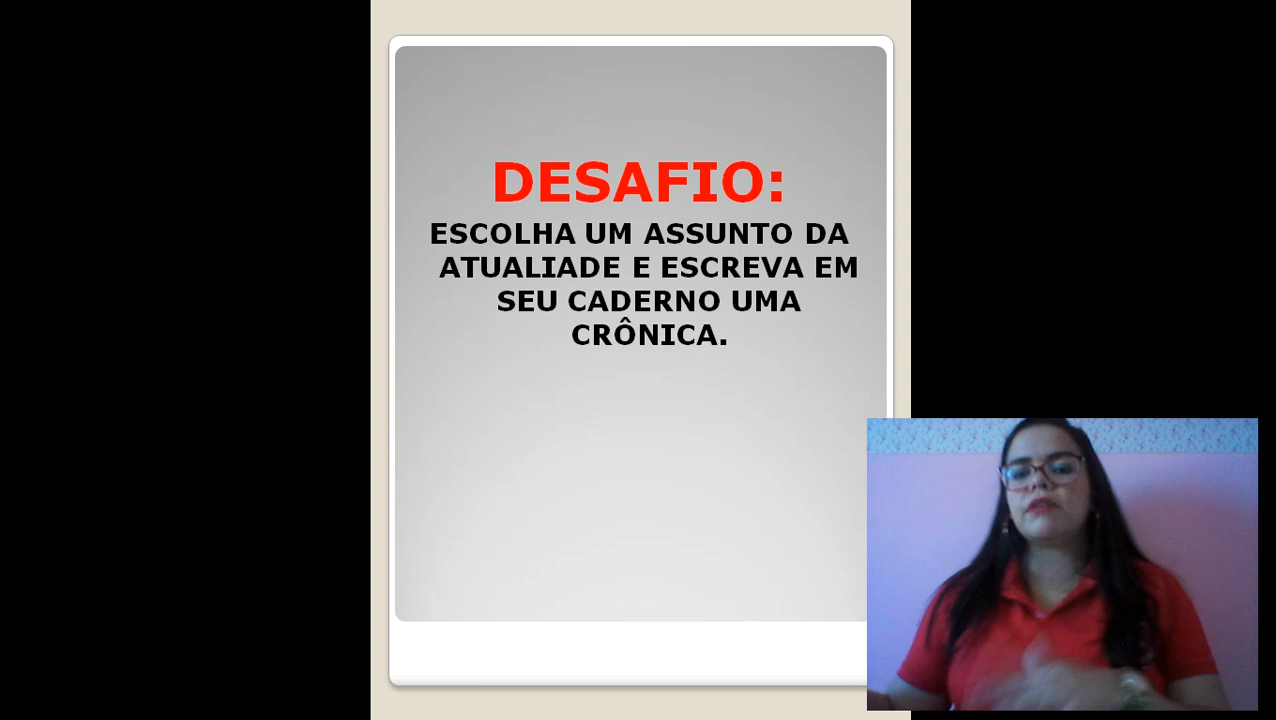 DESAFIO:
ESCOLHA UM ASSUNTO DA
ATUALIADE E ESCREVA EM
SEU CADERNO UMA
CRÔNICA.